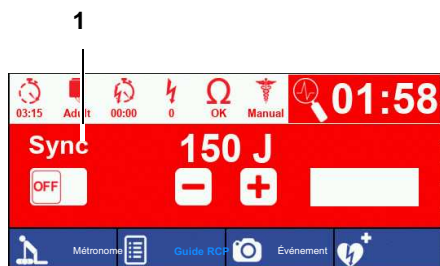 1
03:15 Adult 00:00 0 OK Manual 01:58
Sync 150 J
OFF
Métronome Guide RCP Événement